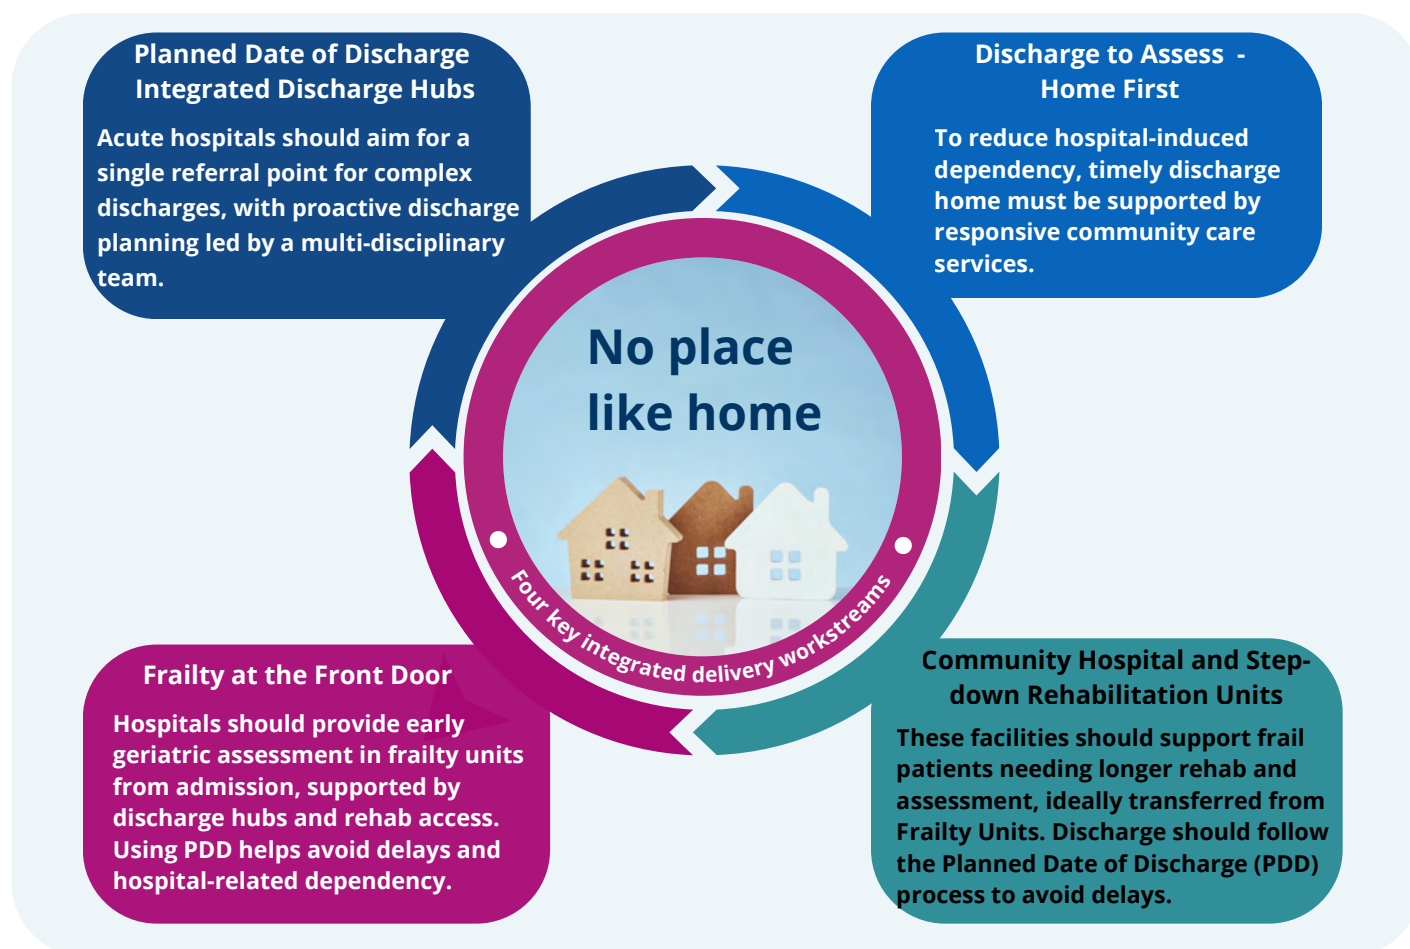 Planned Date of Discharge
Integrated Discharge Hubs
Acute hospitals should aim for a
single referral point for complex
discharges, with proactive discharge
planning led by a multi-disciplinary
team.
Discharge to Assess -
Home First
To reduce hospital-induced
dependency, timely discharge
home must be supported by
responsive community care
services.
No place
like home
Four key integrated delivery workstreams
Frailty at the Front Door
Hospitals should provide early
geriatric assessment in frailty units
from admission, supported by
discharge hubs and rehab access.
Using PDD helps avoid delays and
hospital-related dependency.
Community Hospital and Step-
down Rehabilitation Units
These facilities should support frail
patients needing longer rehab and
assessment, ideally transferred from
Frailty Units. Discharge should follow
the Planned Date of Discharge (PDD)
process to avoid delays.